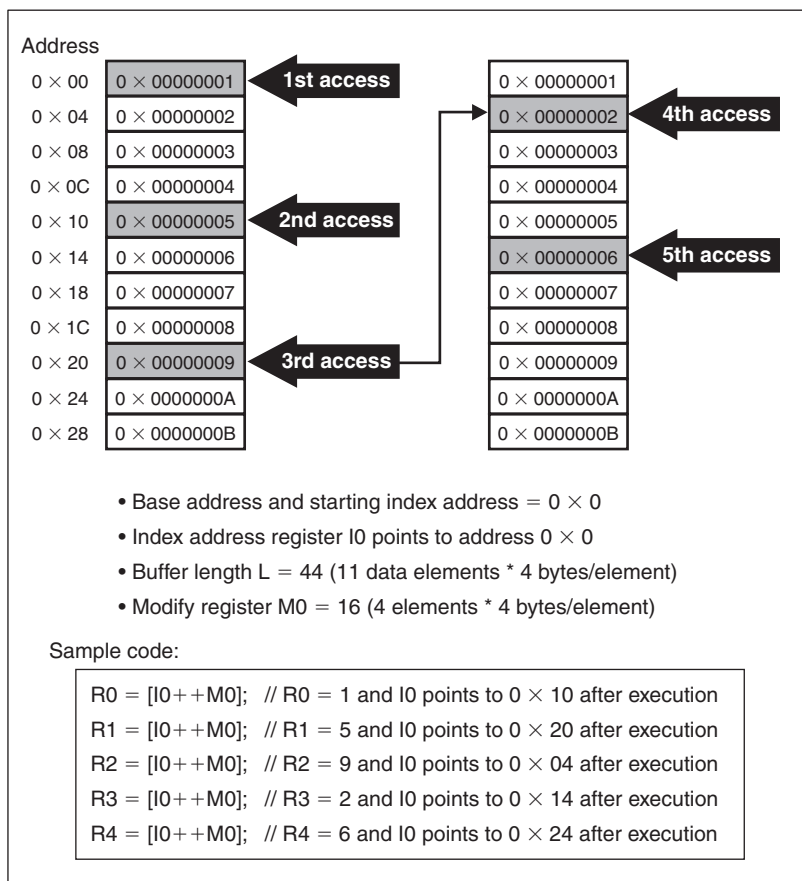 Address
0 × 00 0 × 00000001 1st access 0 × 00000001
0 × 04 0 × 00000002 0 × 00000002 4th access
0 × 08 0 × 00000003 0 × 00000003
0 × 0C 0 × 00000004 0 × 00000004
0 × 10 0 × 00000005 2nd access 0 × 00000005
0 × 14 0 × 00000006 0 × 00000006 5th access
0 × 18 0 × 00000007 0 × 00000007
0 × 1C 0 × 00000008 0 × 00000008
0 × 20 0 × 00000009 3rd access 0 × 00000009
0 × 24 0 × 0000000A 0 × 0000000A
0 × 28 0 × 0000000B 0 × 0000000B
• Base address and starting index address = 0 × 0
• Index address register I0 points to address 0 × 0
• Buffer length L = 44 (11 data elements * 4 bytes/element)
• Modify register M0 = 16 (4 elements * 4 bytes/element)
Sample code:
R0 = [I0++M0]; // R0 = 1 and I0 points to 0 × 10 after execution
R1 = [I0++M0]; // R1 = 5 and I0 points to 0 × 20 after execution
R2 = [I0++M0]; // R2 = 9 and I0 points to 0 × 04 after execution
R3 = [I0++M0]; // R3 = 2 and I0 points to 0 × 14 after execution
R4 = [I0++M0]; // R4 = 6 and I0 points to 0 × 24 after execution